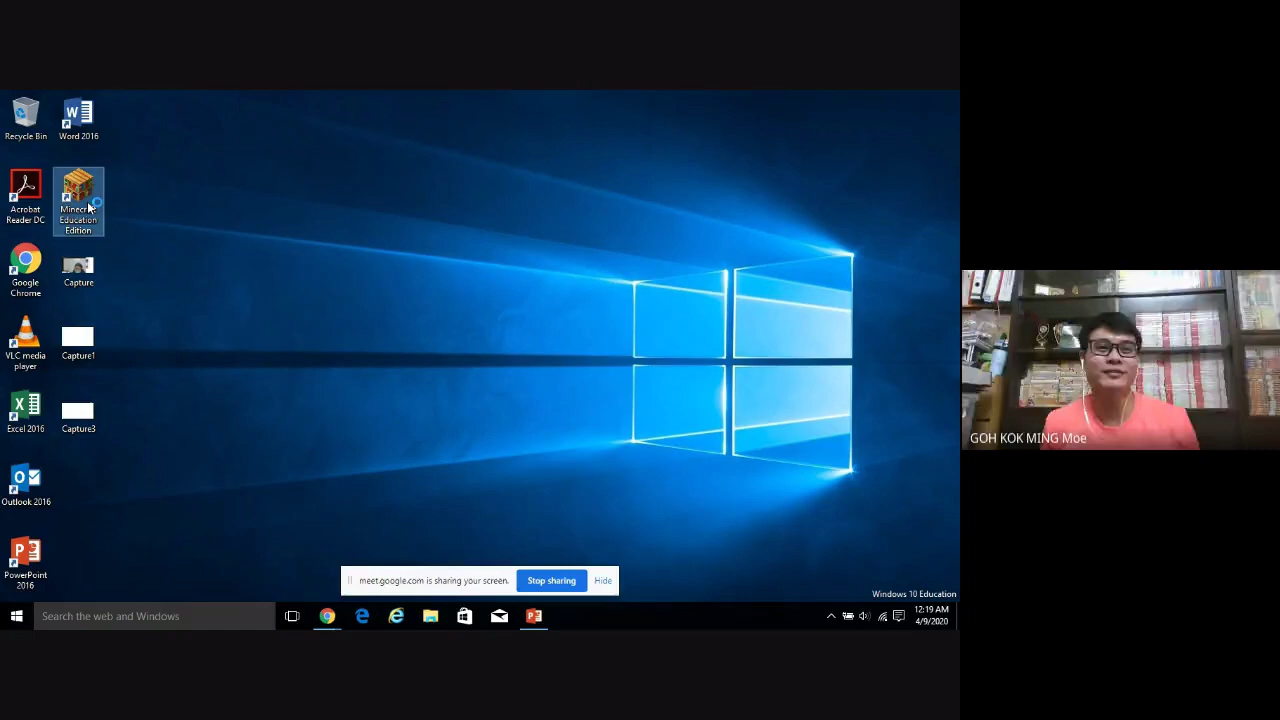 Recycle Bin
Word 2016
Acrobat
Reader DC
Minecraft
Education
Edition
Google
Chrome
Capture
VLC media
player
Capture1
Excel 2016
Capture3
Outlook 2016
PowerPoint
2016
GOH KOK MING Moe
meet.google.com is sharing your screen.
Stop sharing
Hide
Windows 10 Education
Search the web and Windows
12:19 AM
4/9/2020